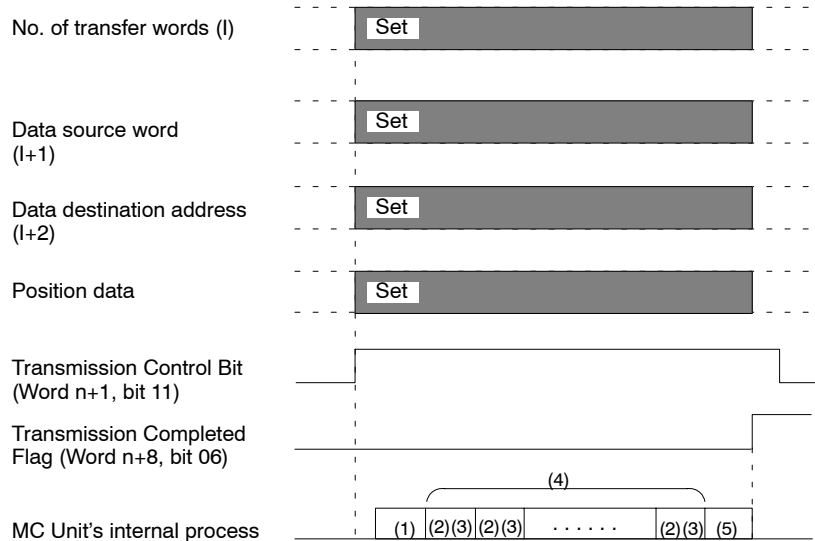 No. of transfer words (I)
Set
Data source word
(I+1)
Set
Data destination address
(I+2)
Set
Position data
Set
Transmission Control Bit
(Word n+1, bit 11)
Transmission Completed
Flag (Word n+8, bit 06)
(4)
MC Unit's internal process
(1) (2)(3) (2)(3) . . . . . . (2)(3) (5)